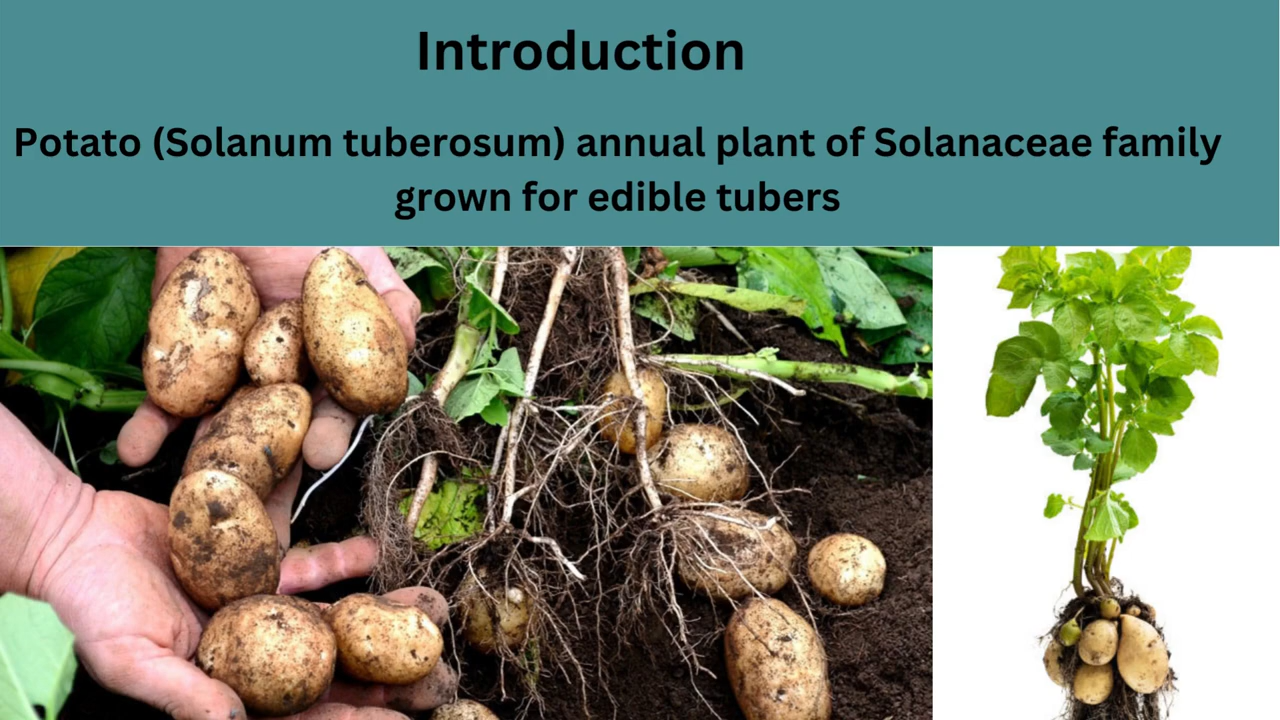 Introduction
Potato (Solanum tuberosum) annual plant of Solanaceae family
grown for edible tubers